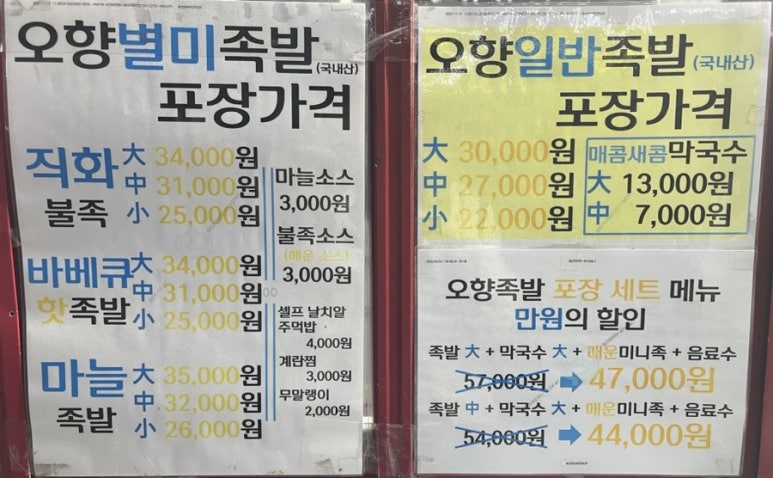 오향별미족발(국내산)
포장가격
직화 大 34,000원
불족 中 31,000원
小 25,000원
마늘소스
3,000원
불족소스
(매운 소스)
3,000원
바베큐 大 34,000원
핫족발 中 31,000원
小 25,000원
셀프 날치알
주먹밥
4,000원
계란찜
3,000원
무말랭이
2,000원
마늘 大 35,000원
족발 中 32,000원
小 26,000원
오향일반족발(국내산)
포장가격
大 30,000원
中 27,000원
小 22,000원
매콤새콤막국수
大 13,000원
中 7,000원
오향족발 포장 세트 메뉴
만원의 할인
족발 大 + 막국수 大 + 매운미니족 + 음료수
57,000원 ➡ 47,000원
족발 中 + 막국수 大 + 매운미니족 + 음료수
54,000원 ➡ 44,000원